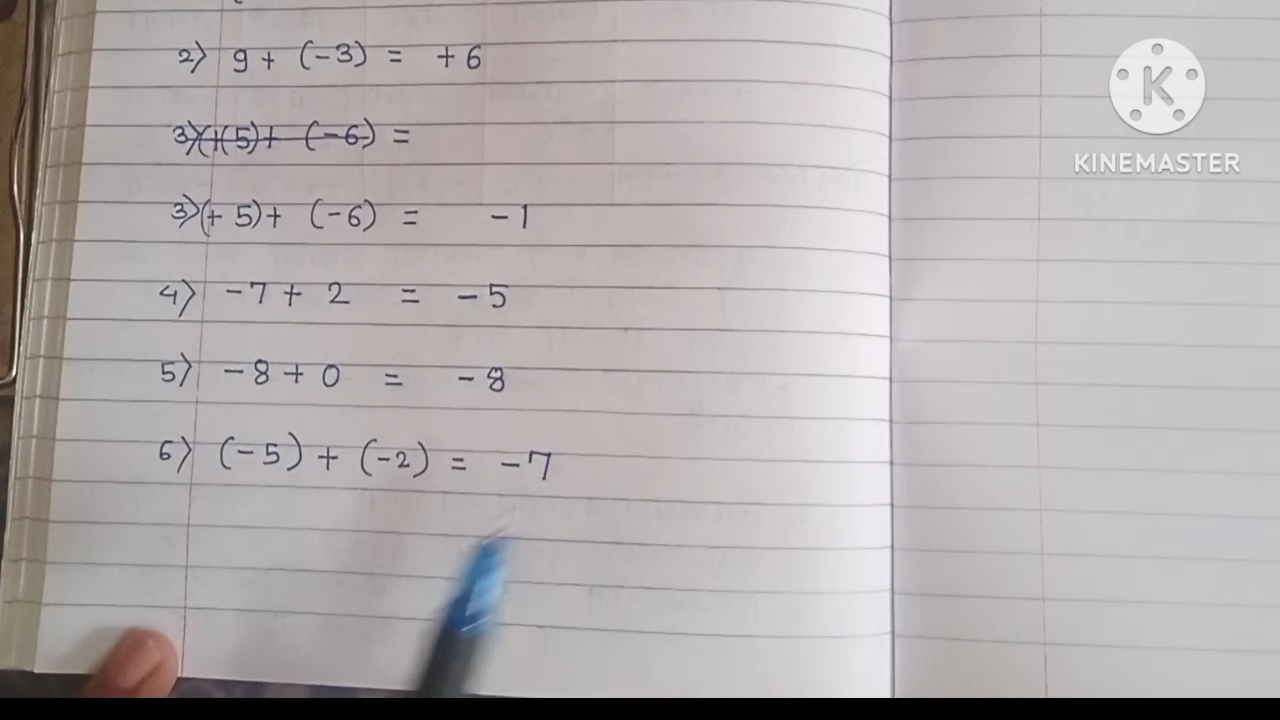 2) 9 + (-3) = +6
3)(+(5)+ (-6) =
3)(+ 5)+ (-6) = -1
4) -7 + 2 = -5
5) -8 + 0 = -8
6) (-5) + (-2) = -7
K
KINEMASTER